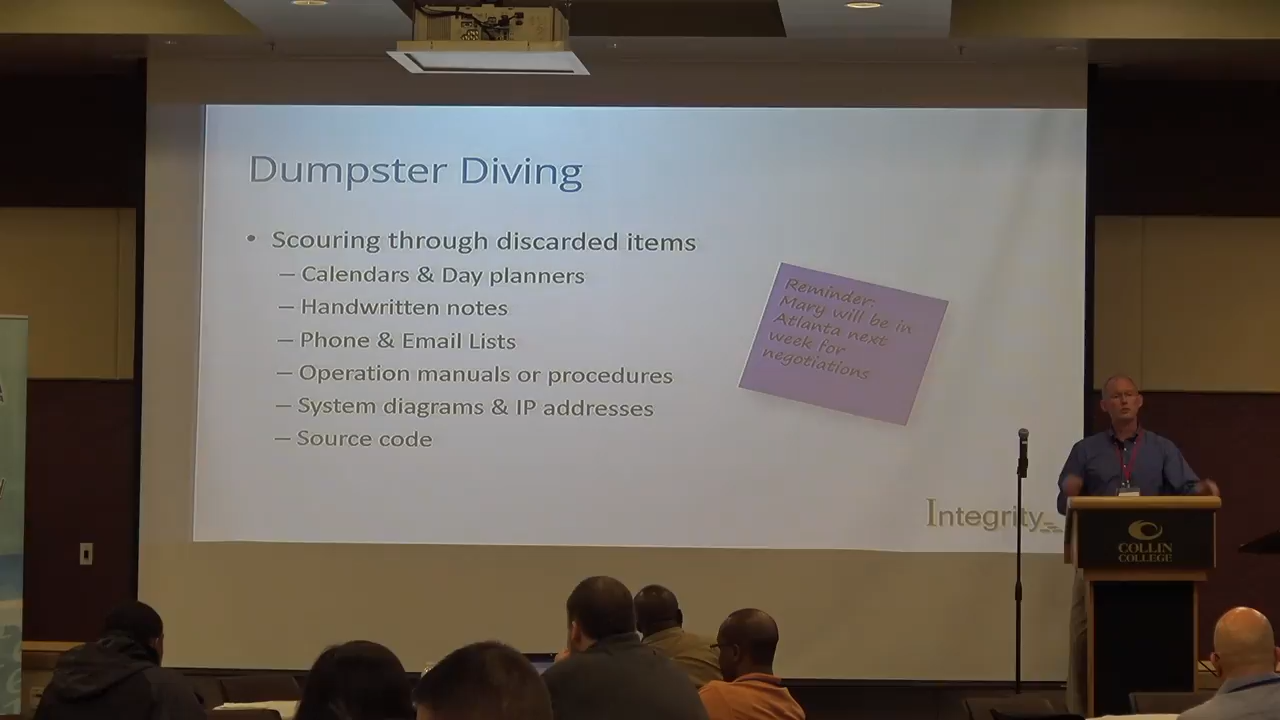 Dumpster Diving
• Scouring through discarded items
– Calendars & Day planners
– Handwritten notes
– Phone & Email Lists
– Operation manuals or procedures
– System diagrams & IP addresses
– Source code
Reminder:
Mary will be in
Atlanta next
week for
negotiations
Integrity
COLLIN
COLLEGE